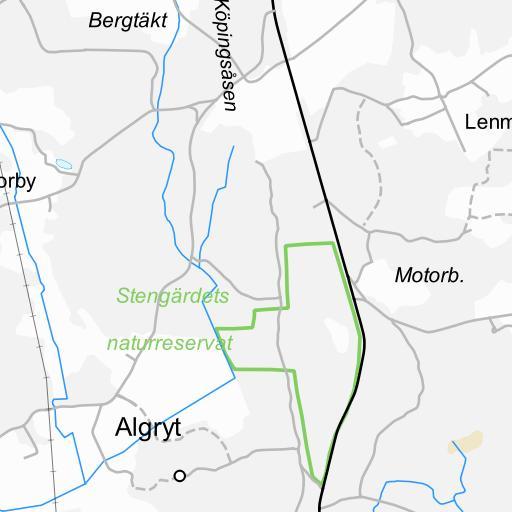 Bergtäkt
Köpingsåsen
Lenm
orby
Motorb.
Stengärdets
naturreservat
Algryt